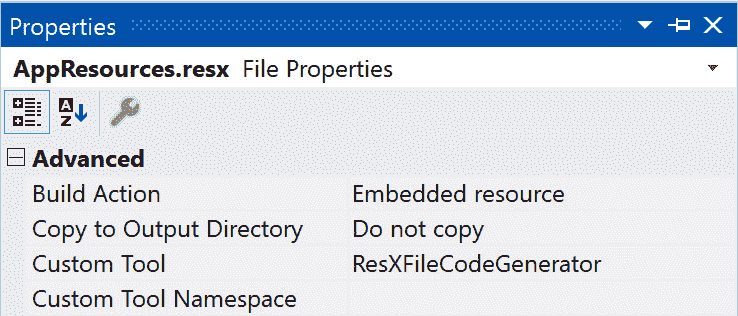 Properties
AppResources.resx File Properties
A
Z
Advanced
Build Action Embedded resource
Copy to Output Directory Do not copy
Custom Tool ResXFileCodeGenerator
Custom Tool Namespace